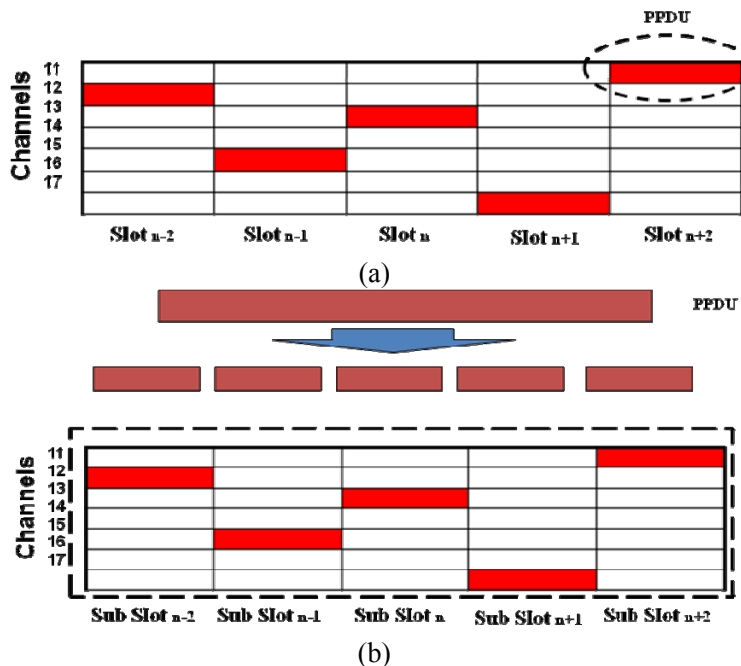 PPDU
Channels
11
12
13
14
15
16
17
Slot n-2 Slot n-1 Slot n Slot n+1 Slot n+2
(a)
PPDU
Channels
11
12
13
14
15
16
17
Sub Slot n-2 Sub Slot n-1 Sub Slot n Sub Slot n+1 Sub Slot n+2
(b)